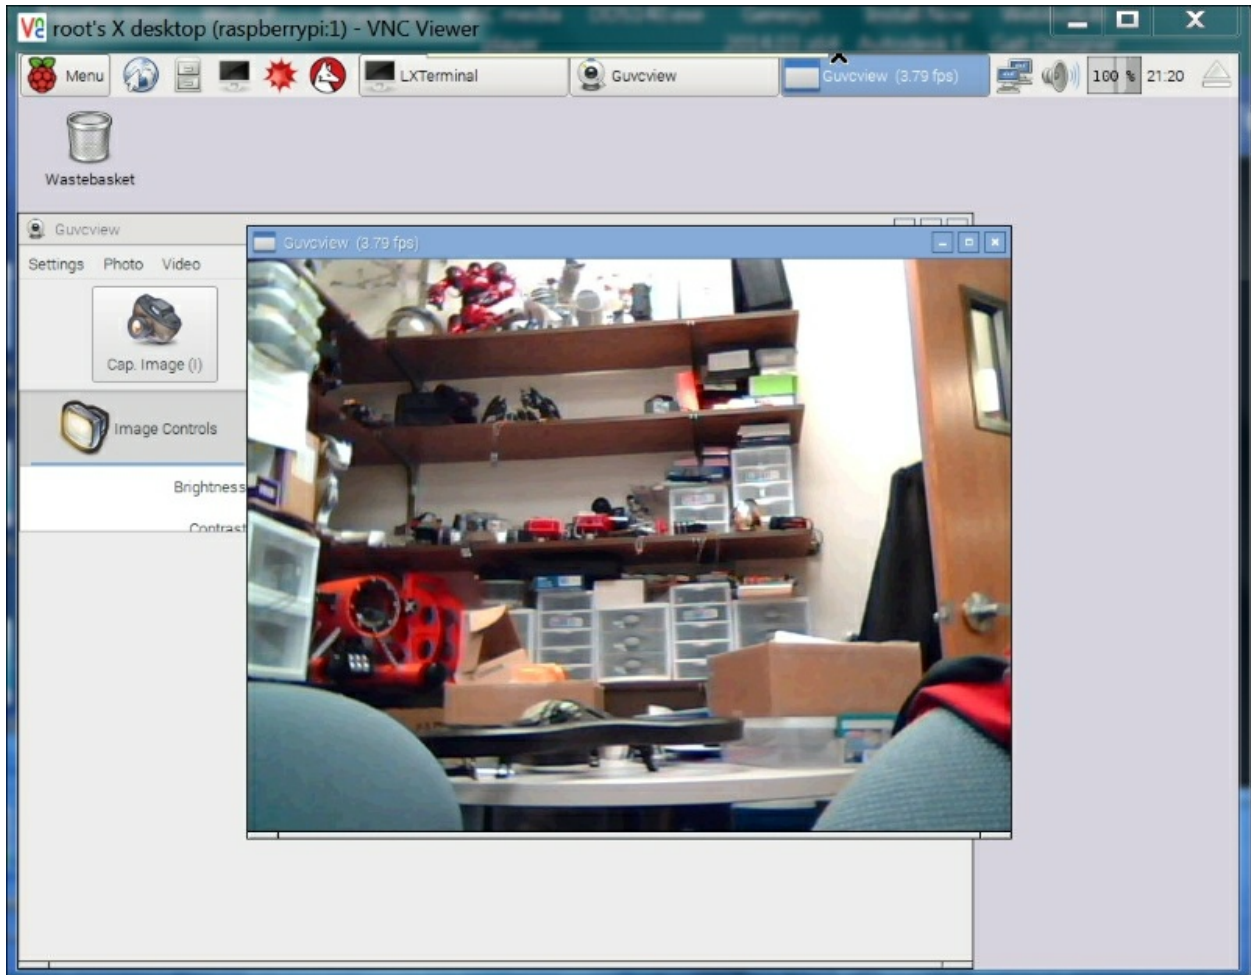 root's X desktop (raspberrypi:1) - VNC Viewer
Menu LXTerminal Guvcview Guvcview (3.79 fps) 100 % 21:20
Wastebasket
Guvcview
Guvcview (3.79 fps)
Settings Photo Video
Cap. Image (I)
Image Controls
Brightness
Contrast